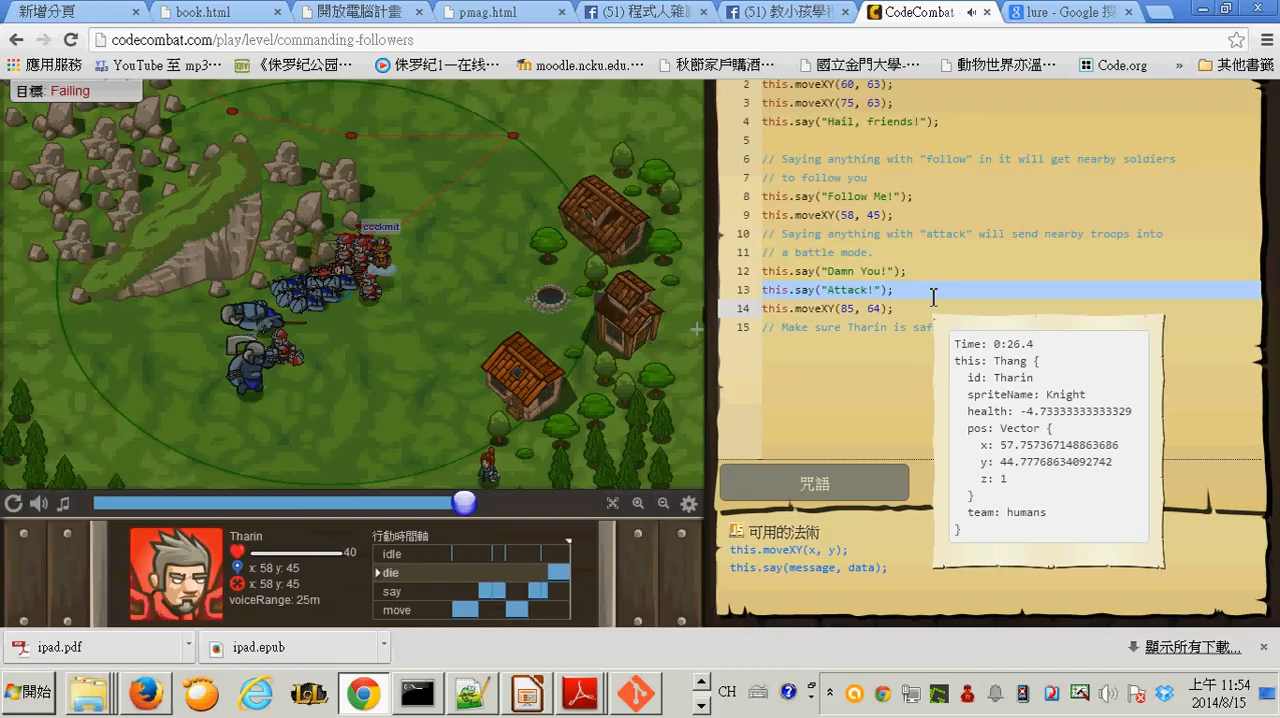 新分頁
book.html
開放電腦計畫
pmag.html
(51) 程式人雜誌
(51) 教小孩學程
CodeCombat
lure - Google 搜
codecombat.com/play/level/commanding-followers
應用服務
YouTube 至 mp3…
《侏罗纪公园…
侏罗纪1—在线…
moodle.ncku.edu…
秋節家戶購酒…
國立金門大學-…
動物世界亦溫…
Code.org
»
其他書籤
目標: Failing
ccckmit
2 this.moveXY(60, 63);
3 this.moveXY(75, 63);
4 this.say("Hail, friends!");
5
6 // Saying anything with "follow" in it will get nearby soldiers
7 // to follow you
8 this.say("Follow Me!");
9 this.moveXY(58, 45);
10 // Saying anything with "attack" will send nearby troops into
11 // a battle mode.
12 this.say("Damn You!");
13 this.say("Attack!");
14 this.moveXY(85, 64);
15 // Make sure Tharin is saf
Time: 0:26.4
this: Thang {
id: Tharin
spriteName: Knight
health: -4.73333333333329
pos: Vector {
x: 57.757367148863686
y: 44.77768634092742
z: 1
}
team: humans
}
咒語
可用的法術
this.moveXY(x, y);
this.say(message, data);
Tharin
40
x: 58 y: 45
x: 58 y: 45
voiceRange: 25m
行動時間軸
idle
die
say
move
ipad.pdf
ipad.epub
顯示所有下載...
開始
CH
上午 11:54
2014/8/15